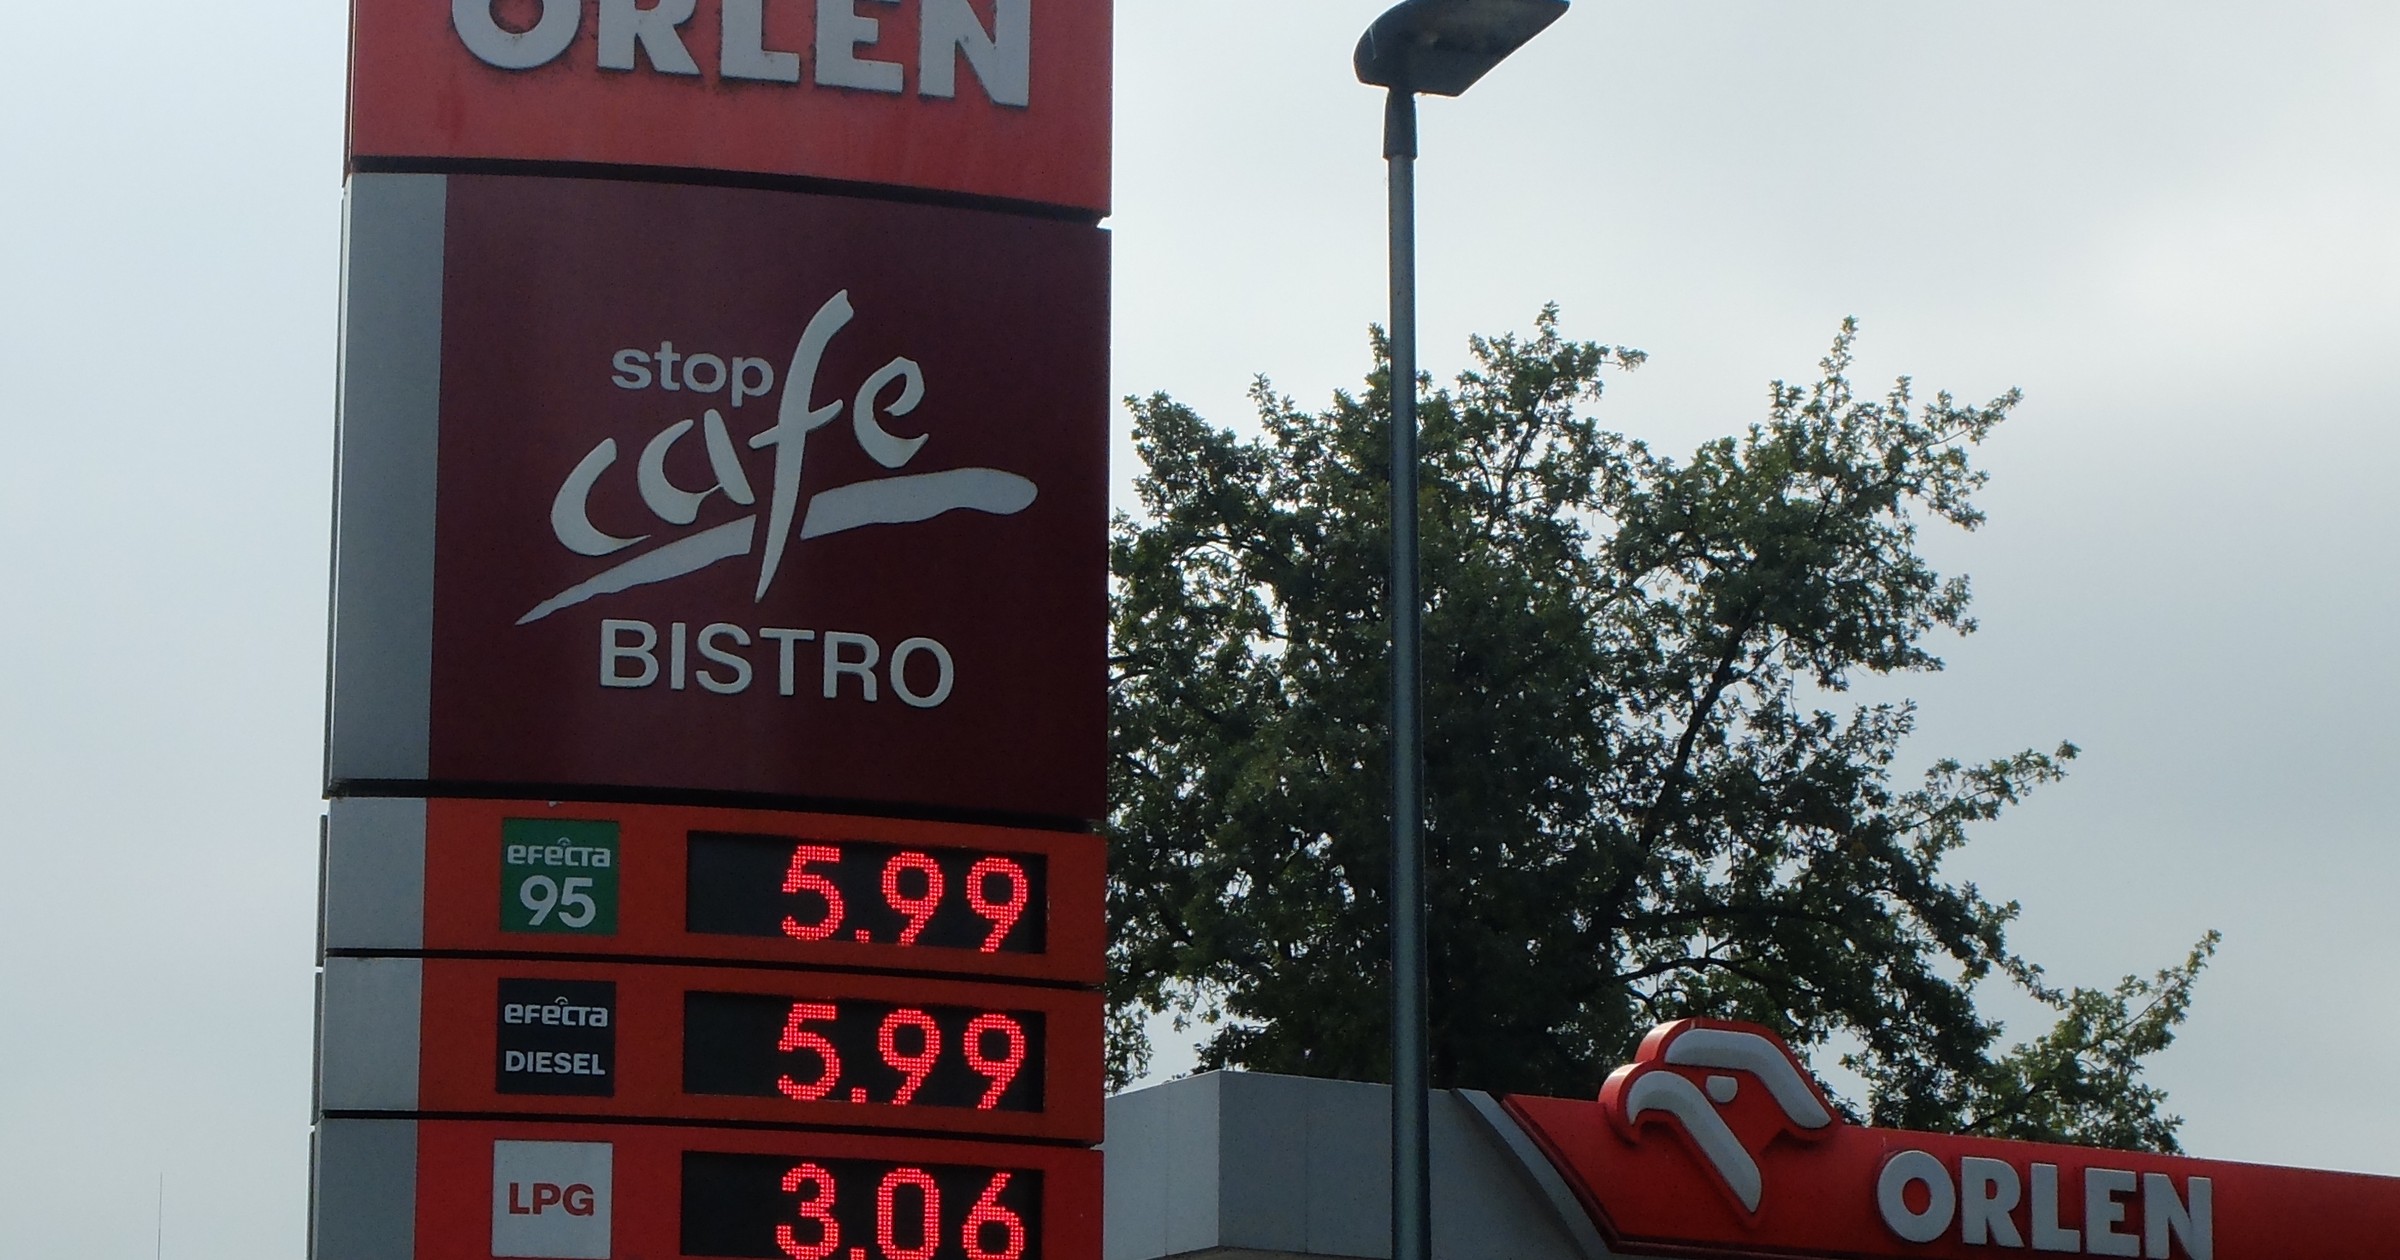 ORLEN
stop
cafe
BISTRO
efecta
95
5.99
efecta
DIESEL
5.99
LPG
3.06
ORLEN